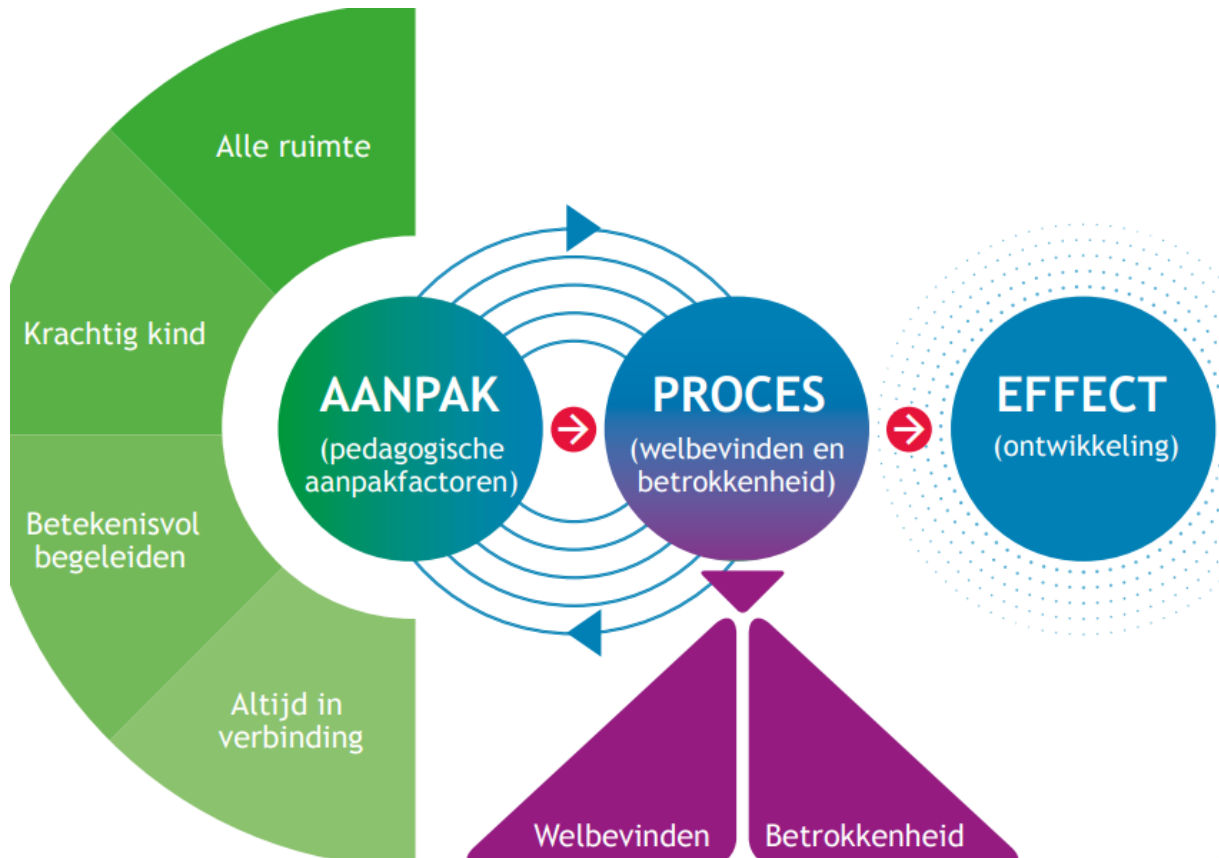 Alle ruimte
Krachtig kind
Betekenisvol
begeleiden
Altijd in
verbinding
AANPAK
(pedagogische
aanpakfactoren)
PROCES
(welbevinden en
betrokkenheid)
EFFECT
(ontwikkeling)
Welbevinden
Betrokkenheid